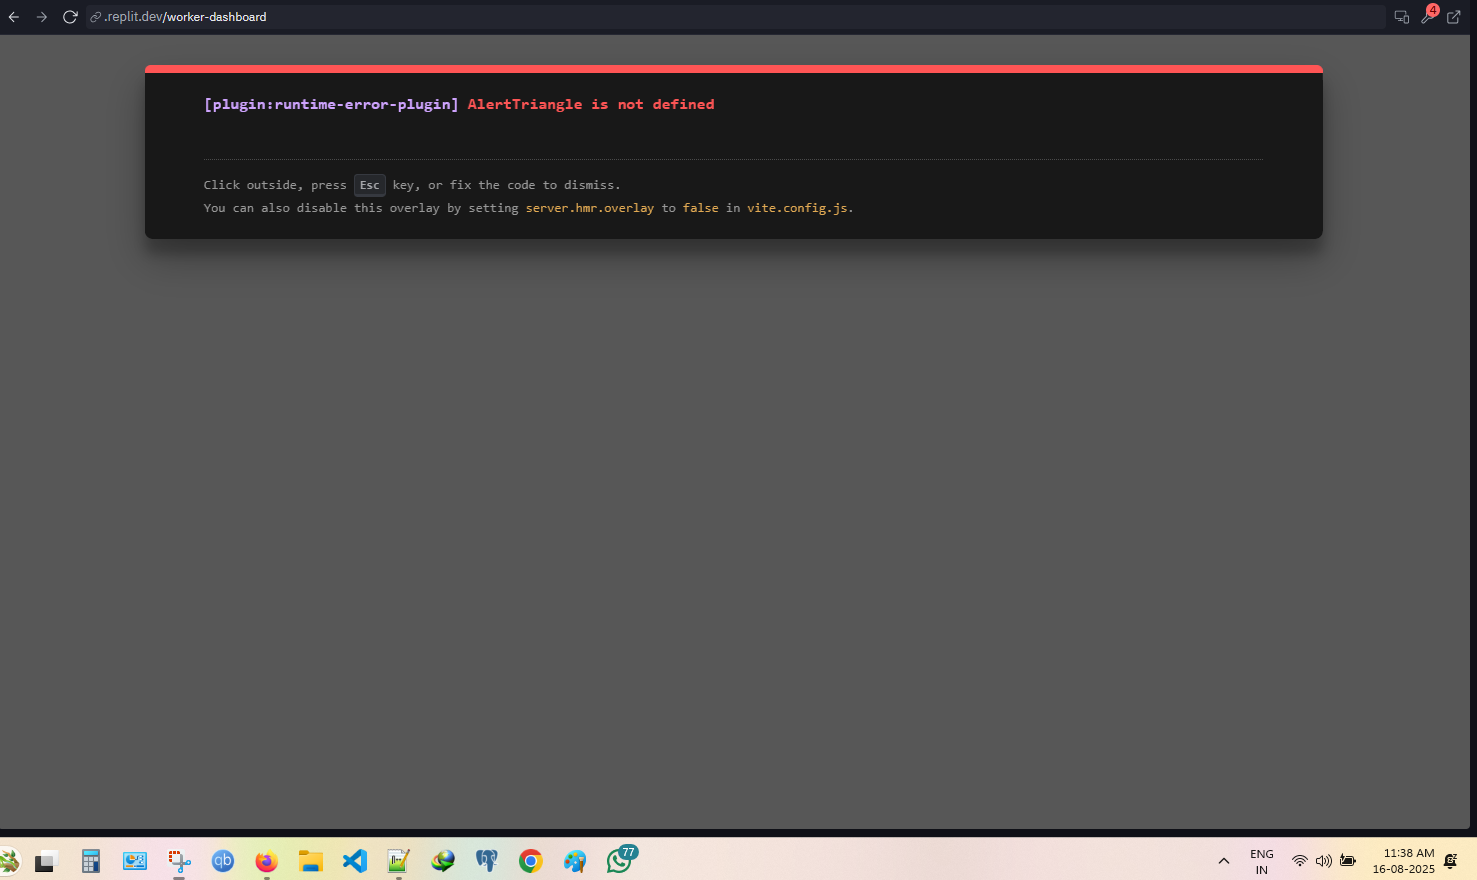 .replit.dev/worker-dashboard
4
[plugin:runtime-error-plugin] AlertTriangle is not defined
Click outside, press Esc key, or fix the code to dismiss.
You can also disable this overlay by setting server.hmr.overlay to false in vite.config.js.
qb
77
ENG
IN
11:38 AM
16-08-2025